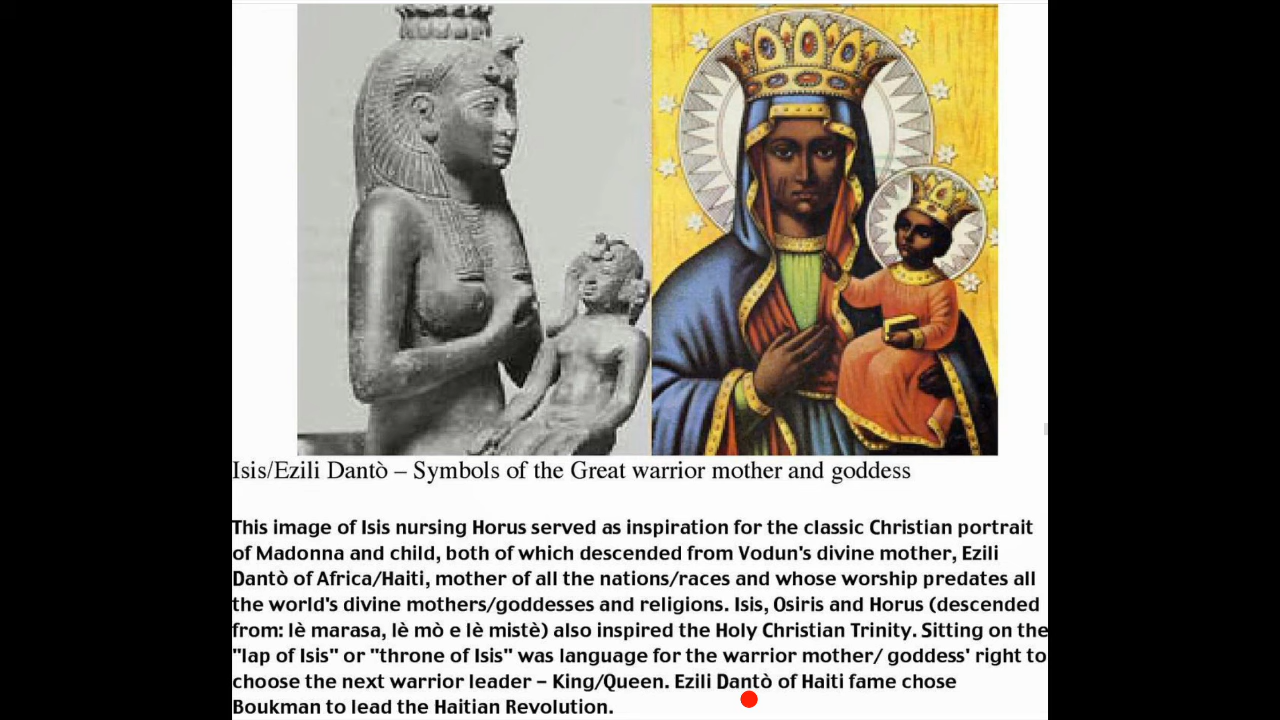 Isis/Ezili Dantò – Symbols of the Great warrior mother and goddess
This image of Isis nursing Horus served as inspiration for the classic Christian portrait
of Madonna and child, both of which descended from Vodun's divine mother, Ezili
Dantò of Africa/Haiti, mother of all the nations/races and whose worship predates all
the world's divine mothers/goddesses and religions. Isis, Osiris and Horus (descended
from: lè marasa, lè mò e lè mistè) also inspired the Holy Christian Trinity. Sitting on the
"lap of Isis" or "throne of Isis" was language for the warrior mother/ goddess' right to
choose the next warrior leader – King/Queen. Ezili Dantò of Haiti fame chose
Boukman to lead the Haitian Revolution.